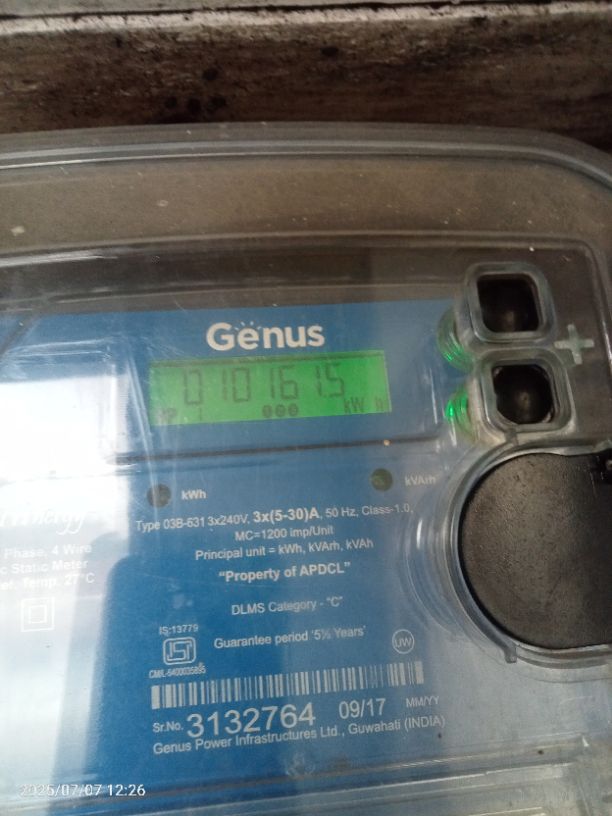 Genus
010161.5
kW h
kWh
kVArh
Type 03B-631 3x240V, 3x(5-30)A, 50 Hz, Class-1.0,
MC=1200 imp/Unit
Principal unit = kWh, kVArh, kVAh
Phase, 4 Wire
c Static Meter
ef. Temp. 27°C
"Property of APDCL"
DLMS Category - "C"
IS:13779
Guarantee period '5½ Years'
UW
Sr.No. 3132764 09/17 MM/YY
Genus Power Infrastructures Ltd., Guwahati (INDIA)
2025/07/07 12:26